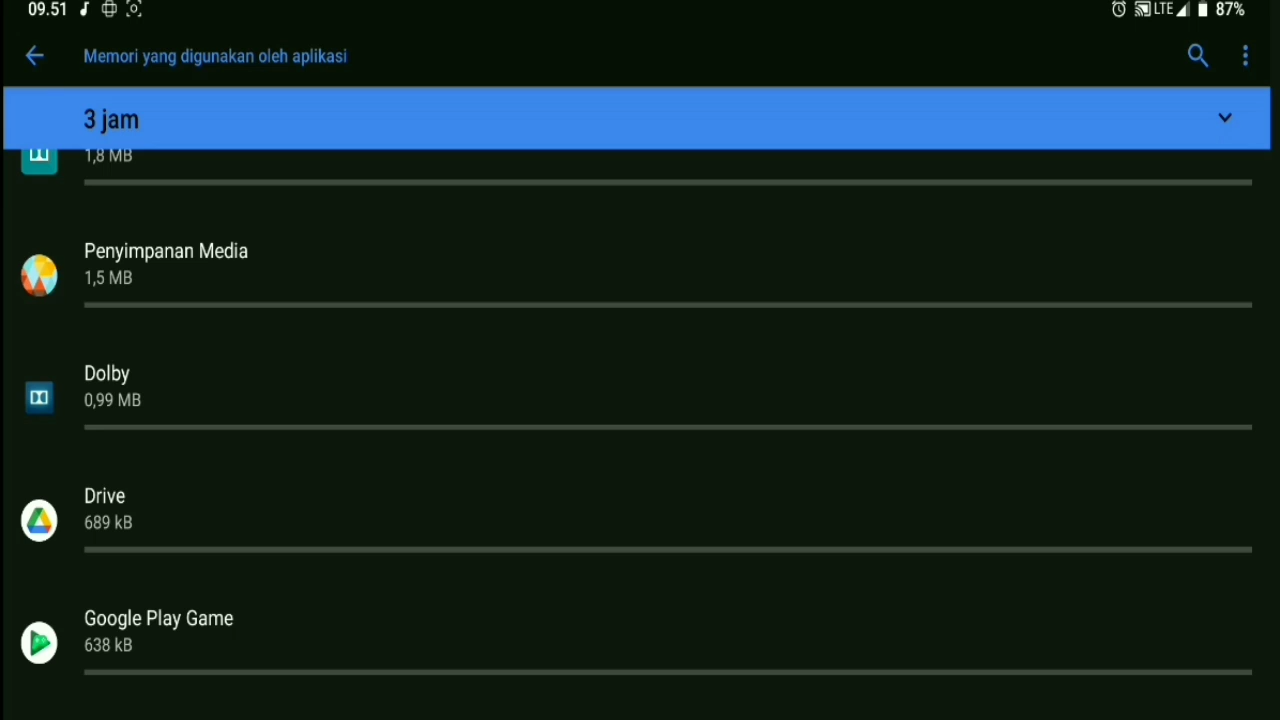 09.51
LTE 87%
Memori yang digunakan oleh aplikasi
3 jam
1,8 MB
Penyimpanan Media
1,5 MB
Dolby
0,99 MB
Drive
689 kB
Google Play Game
638 kB